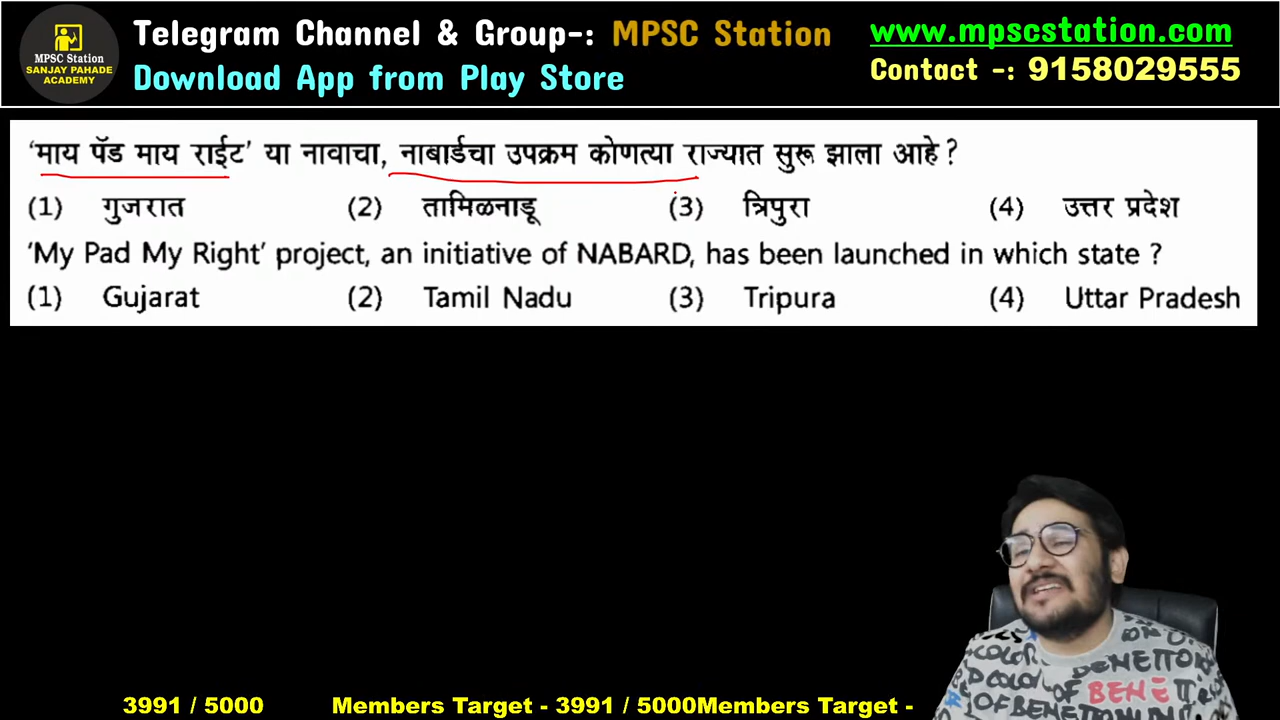 MPSC Station
SANJAY PAHADE
ACADEMY
Telegram Channel & Group-: MPSC Station
Download App from Play Store
www.mpscstation.com
Contact -: 9158029555
‘माय पॅड माय राईट’ या नावाचा, नाबार्डचा उपक्रम कोणत्या राज्यात सुरू झाला आहे ?
(1) गुजरात (2) तामिळनाडू (3) त्रिपुरा (4) उत्तर प्रदेश
‘My Pad My Right’ project, an initiative of NABARD, has been launched in which state ?
(1) Gujarat (2) Tamil Nadu (3) Tripura (4) Uttar Pradesh
3991 / 5000 Members Target - 3991 / 5000Members Target -